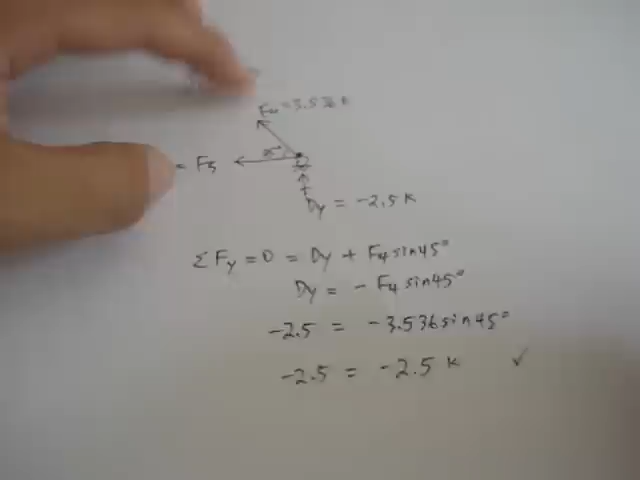 F4 = 3.536 K
45°
= F5
Dy = -2.5 K
ΣFy = 0 = Dy + F4 sin45°
Dy = - F4 sin45°
-2.5 = -3.536 sin45°
-2.5 = -2.5 K ✓